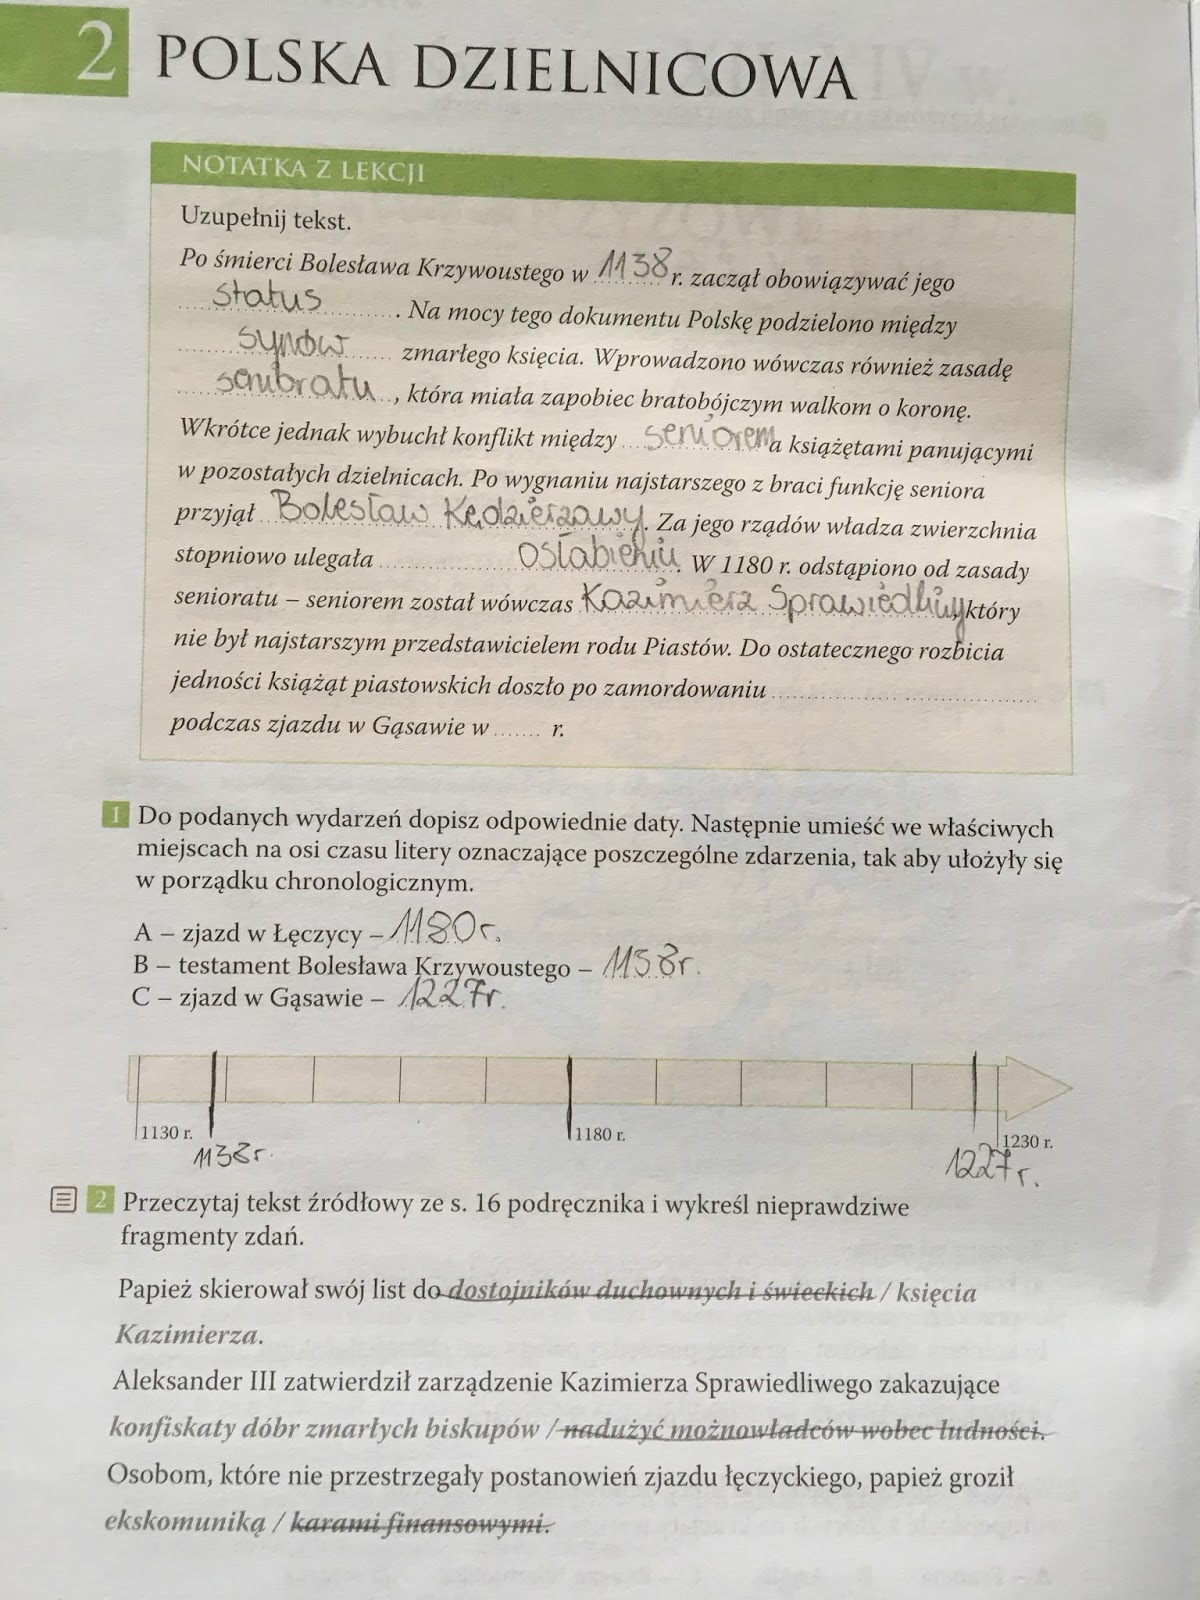 2 POLSKA DZIELNICOWA
NOTATKA Z LEKCJI
Uzupełnij tekst.
Po śmierci Bolesława Krzywoustego w 1138 r. zaczął obowiązywać jego
status. Na mocy tego dokumentu Polskę podzielono między
synów zmarłego księcia. Wprowadzono wówczas również zasadę
, która miała zapobiec bratobójczym walkom o koronę.
Wkrótce jednak wybuchł konflikt między seniorem a książętami panującymi
w pozostałych dzielnicach. Po wygnaniu najstarszego z braci funkcję seniora
przyjął Bolesław Kędzierzawy. Za jego rządów władza zwierzchnia
stopniowo ulegała osłabieniu. W 1180 r. odstąpiono od zasady
senioratu – seniorem został wówczas Kazimierz Sprawiedliwy, który
nie był najstarszym przedstawicielem rodu Piastów. Do ostatecznego rozbicia
jedności książąt piastowskich doszło po zamordowaniu .....................
podczas zjazdu w Gąsawie w ....... r.
1 Do podanych wydarzeń dopisz odpowiednie daty. Następnie umieść we właściwych
miejscach na osi czasu litery oznaczające poszczególne zdarzenia, tak aby ułożyły się
w porządku chronologicznym.
A – zjazd w Łęczycy – 1180r.
B – testament Bolesława Krzywoustego – 1138r.
C – zjazd w Gąsawie – 1227r.
1130 r. 1180 r. 1230 r.
1138r. 1227r.
2 Przeczytaj tekst źródłowy ze s. 16 podręcznika i wykreśl nieprawdziwe
fragmenty zdań.
Papież skierował swój list do dostojników duchownych i świeckich / księcia
Kazimierza.
Aleksander III zatwierdził zarządzenie Kazimierza Sprawiedliwego zakazujące
konfiskaty dóbr zmarłych biskupów / nadużyć możnowładców wobec ludności.
Osobom, które nie przestrzegały postanowień zjazdu łęczyckiego, papież groził
ekskomuniką / karami finansowymi.